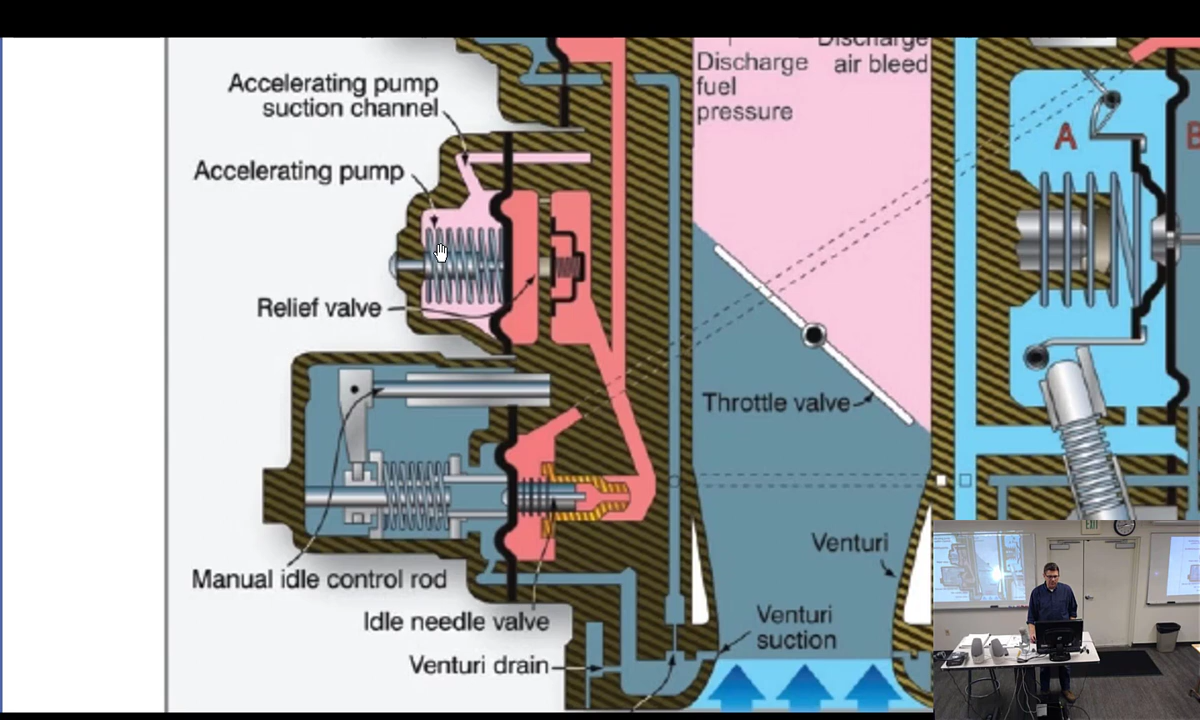 Discharge
air bleed
Discharge
fuel
pressure
Accelerating pump
suction channel
Accelerating pump
A
B
Relief valve
Throttle valve
Manual idle control rod
Idle needle valve
Venturi
Venturi
suction
Venturi drain
EXIT